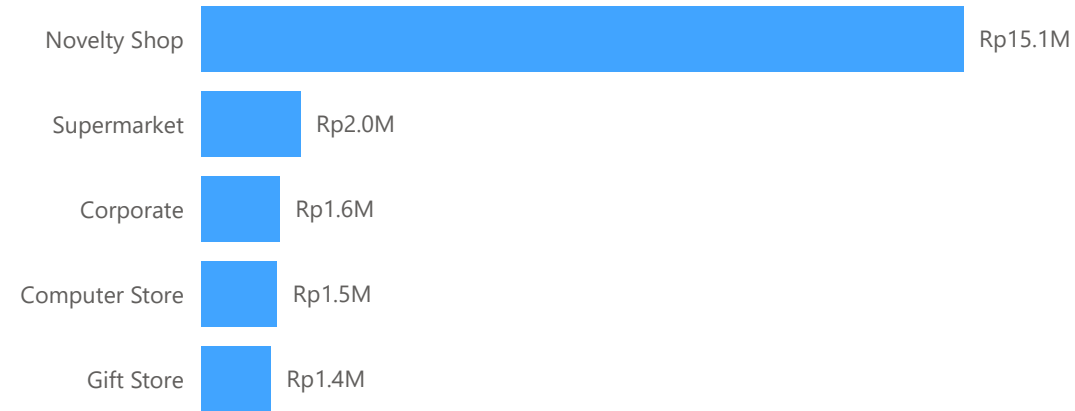 Novelty Shop Rp15.1M
Supermarket Rp2.0M
Corporate Rp1.6M
Computer Store Rp1.5M
Gift Store Rp1.4M